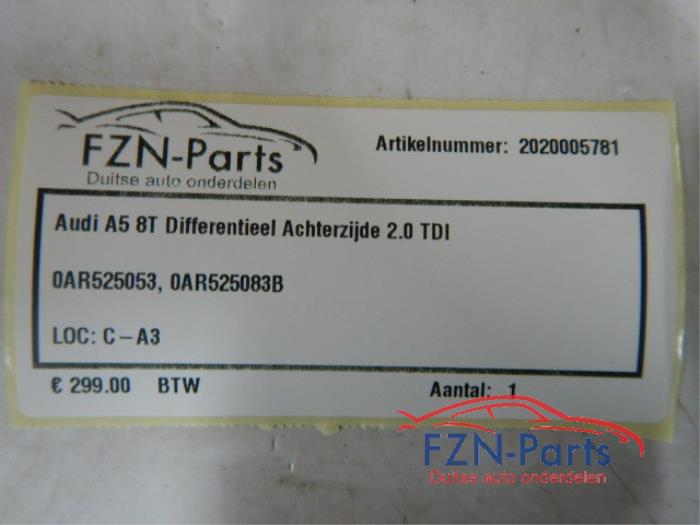 FZN-Parts
Duitse auto onderdelen
Artikelnummer: 2020005781
Audi A5 8T Differentieel Achterzijde 2.0 TDI
0AR525053, 0AR525083B
LOC: C-A3
€ 299.00 BTW
Aantal: 1
FZN-Parts
Duitse auto onderdelen